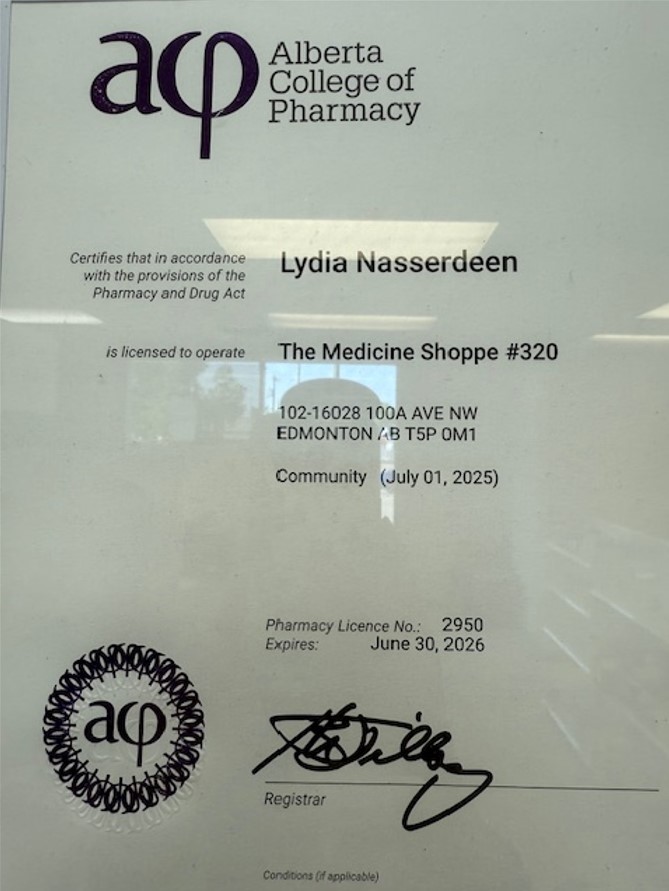 acp Alberta
College of
Pharmacy
Certifies that in accordance
with the provisions of the
Pharmacy and Drug Act
Lydia Nasserdeen
is licensed to operate
The Medicine Shoppe #320
102-16028 100A AVE NW
EDMONTON AB T5P 0M1
Community (July 01, 2025)
Pharmacy Licence No.: 2950
Expires: June 30, 2026
acp
Registrar
Conditions (if applicable)